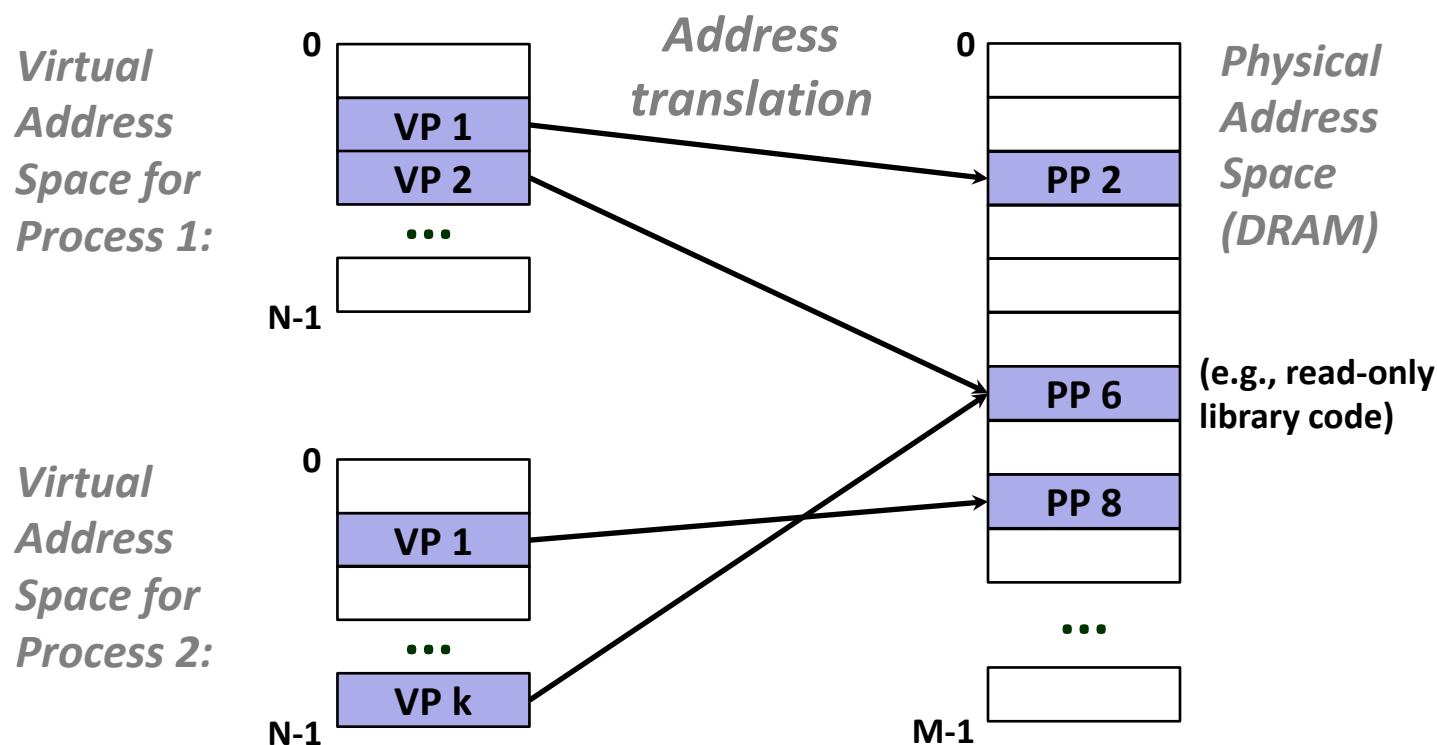 Virtual
Address
Space for
Process 1:
0
VP 1
VP 2
...
N-1
Address
translation
0
PP 2
PP 6
PP 8
...
M-1
Physical
Address
Space
(DRAM)
(e.g., read-only
library code)
Virtual
Address
Space for
Process 2:
0
VP 1
...
VP k
N-1